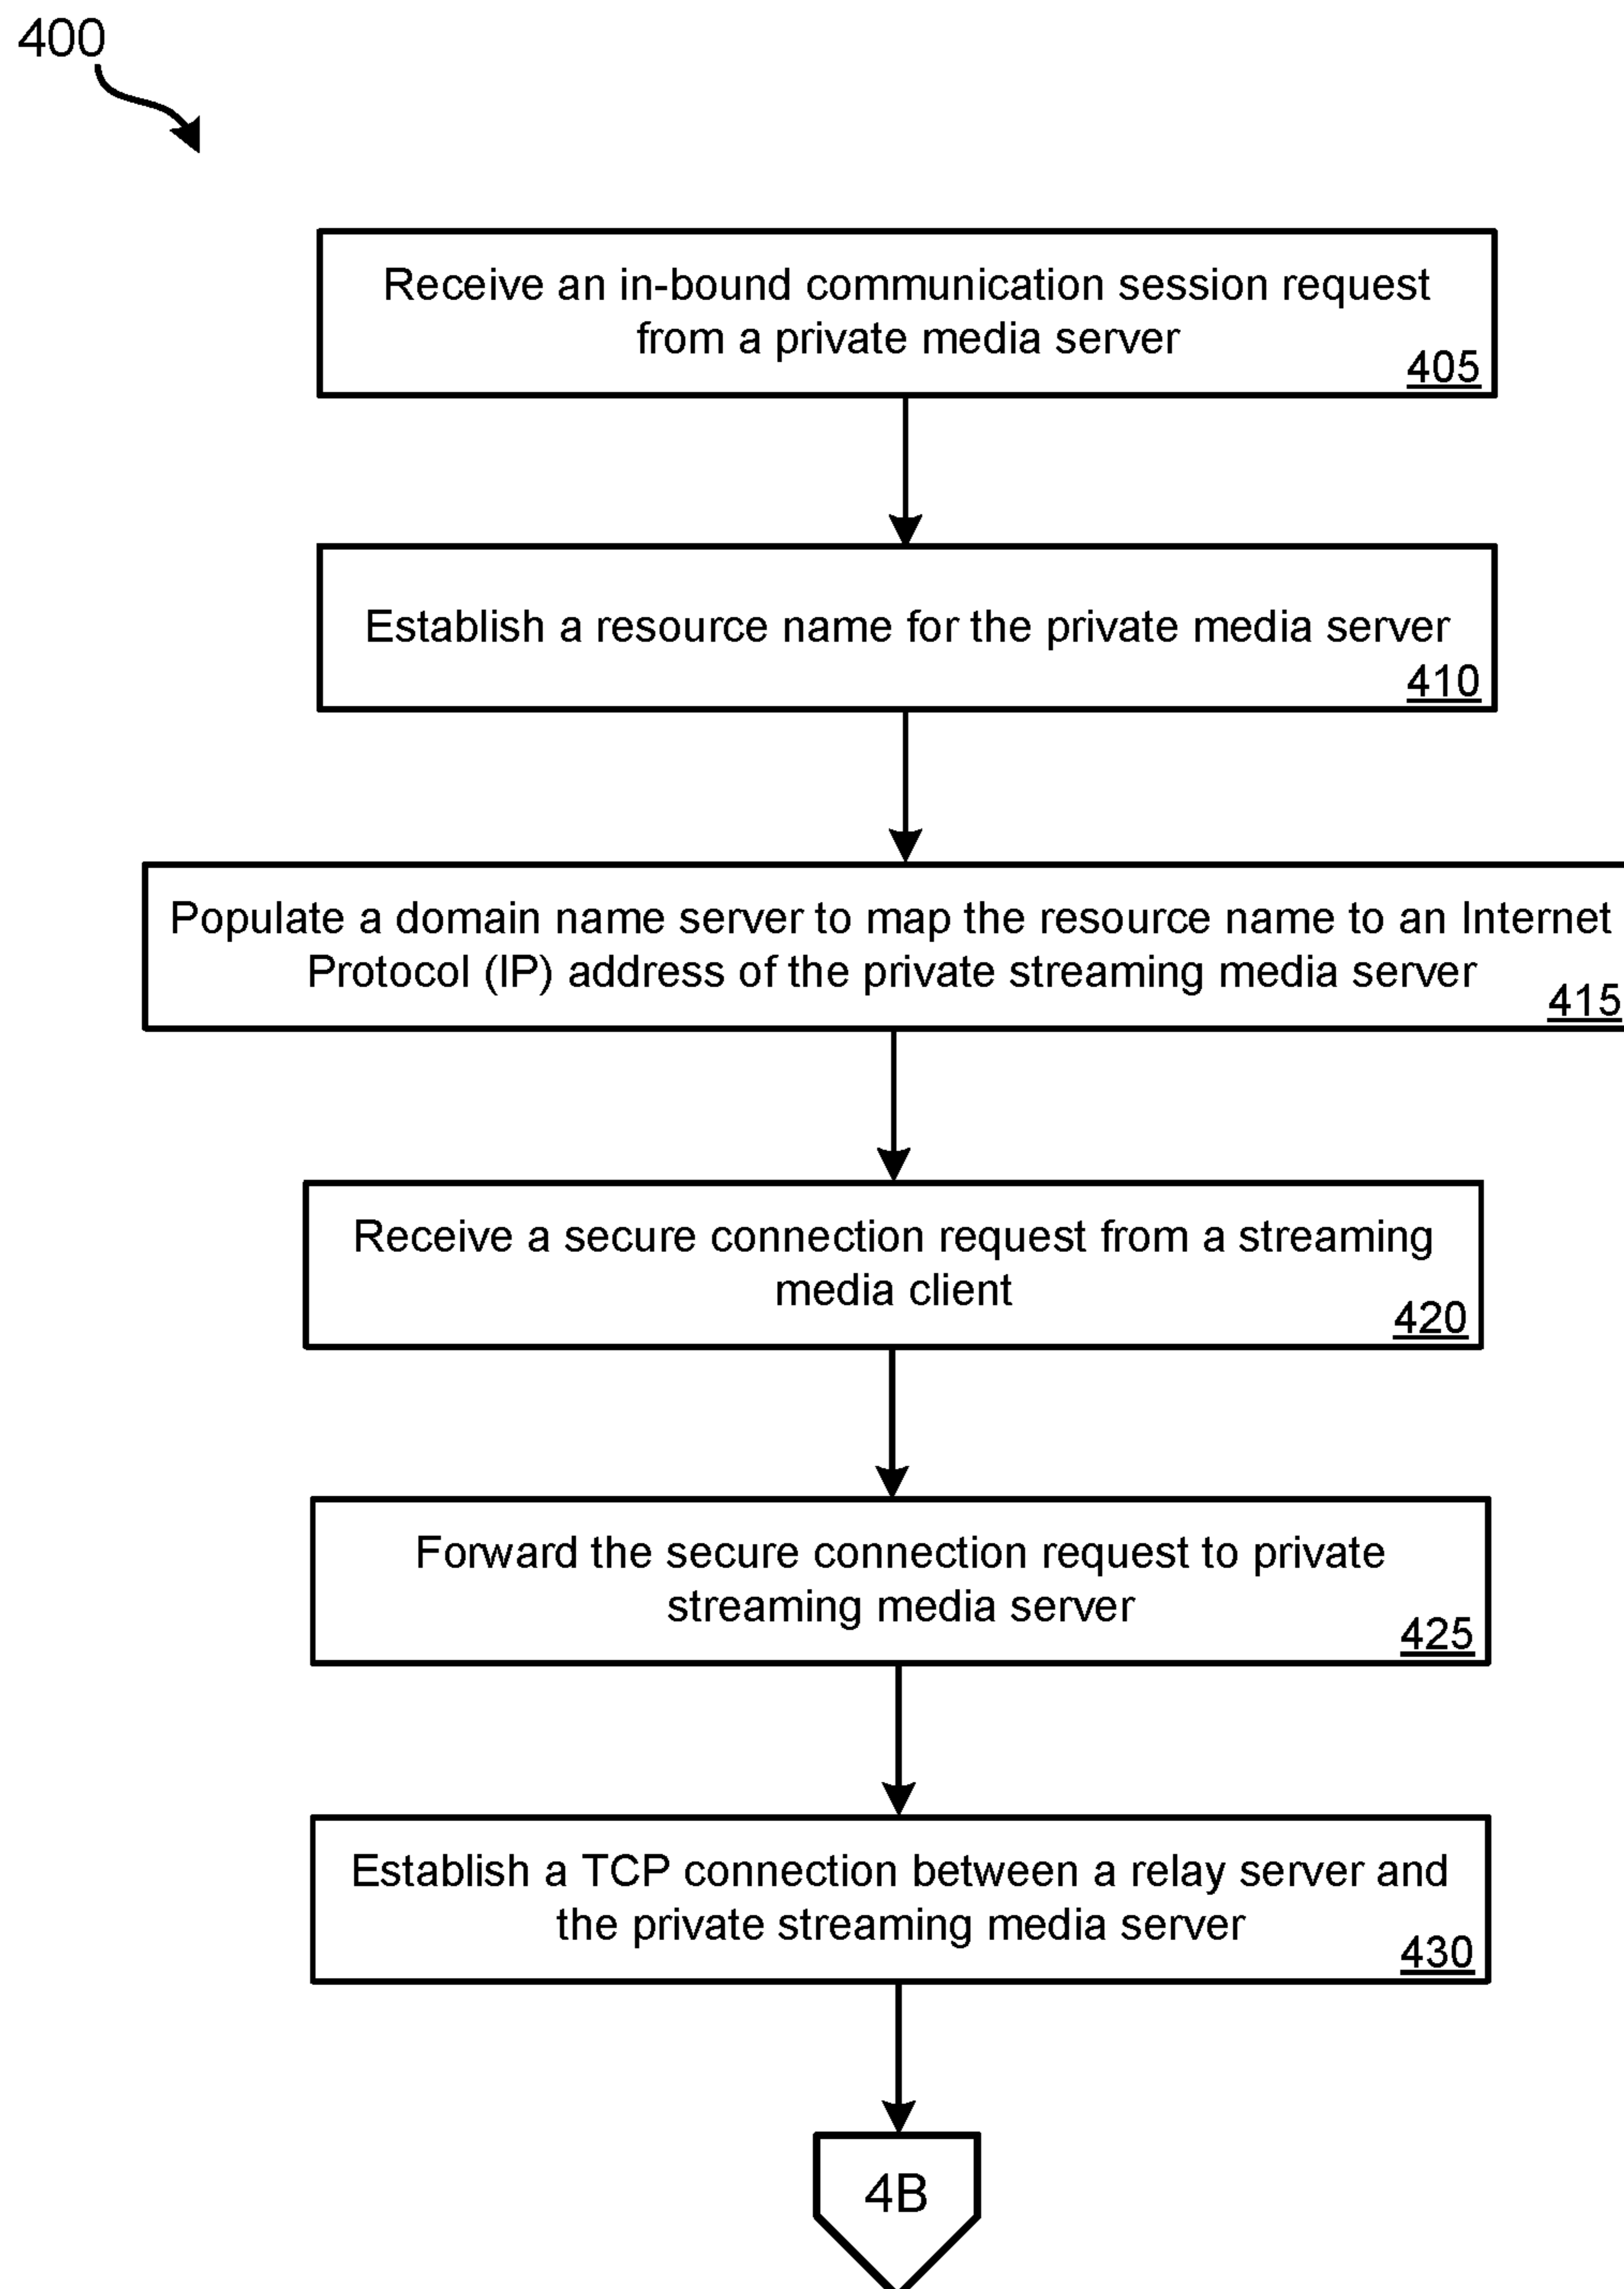 400
Receive an in-bound communication session request
from a private media server
405
Establish a resource name for the private media server
410
Populate a domain name server to map the resource name to an Internet
Protocol (IP) address of the private streaming media server
415
Receive a secure connection request from a streaming
media client
420
Forward the secure connection request to private
streaming media server
425
Establish a TCP connection between a relay server and
the private streaming media server
430
4B